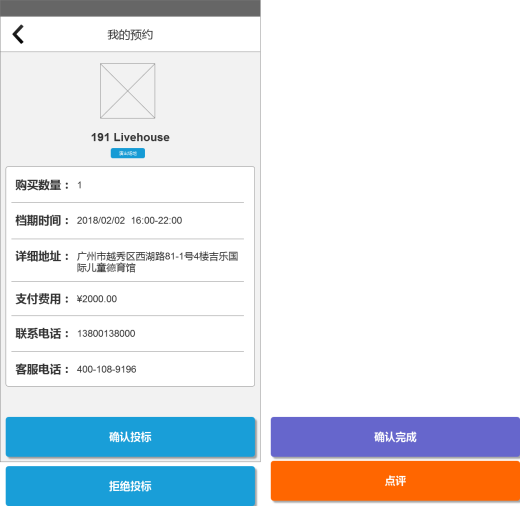 我的预约
191 Livehouse
购买数量： 1
档期时间： 2018/02/02 16:00-22:00
详细地址： 广州市越秀区西湖路81-1号4楼吉乐国
际儿童德育馆
支付费用： ¥2000.00
联系电话： 13800138000
客服电话： 400-108-9196
确认投标
确认完成
点评
拒绝投标